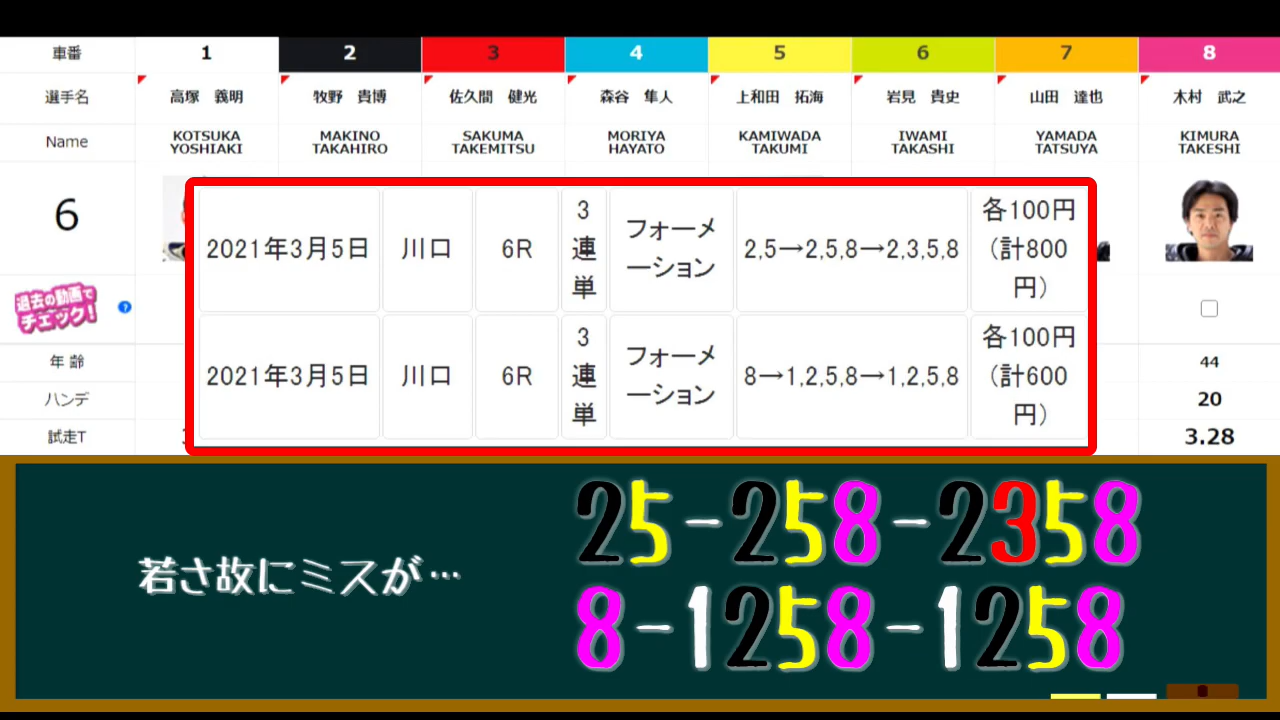 車番 1 2 3 4 5 6 7 8
選手名 高塚 義明 牧野 貴博 佐久間 健光 森谷 隼人 上和田 拓海 岩見 貴史 山田 達也 木村 武之
Name KOTSUKA YOSHIAKI MAKINO TAKAHIRO SAKUMA TAKEMITSU MORIYA HAYATO KAMIWADA TAKUMI IWAMI TAKASHI YAMADA TATSUYA KIMURA TAKESHI
6
2021年3月5日 川口 6R 3連単 フォーメーション 2,5→2,5,8→2,3,5,8 各100円(計800円)
過去の動画で
チェック!
?
2021年3月5日 川口 6R 3連単 フォーメーション 8→1,2,5,8→1,2,5,8 各100円(計600円)
年齢 44
ハンデ 20
試走T 3.28
若さ故にミスが…
25-258-2358
8-1258-1258